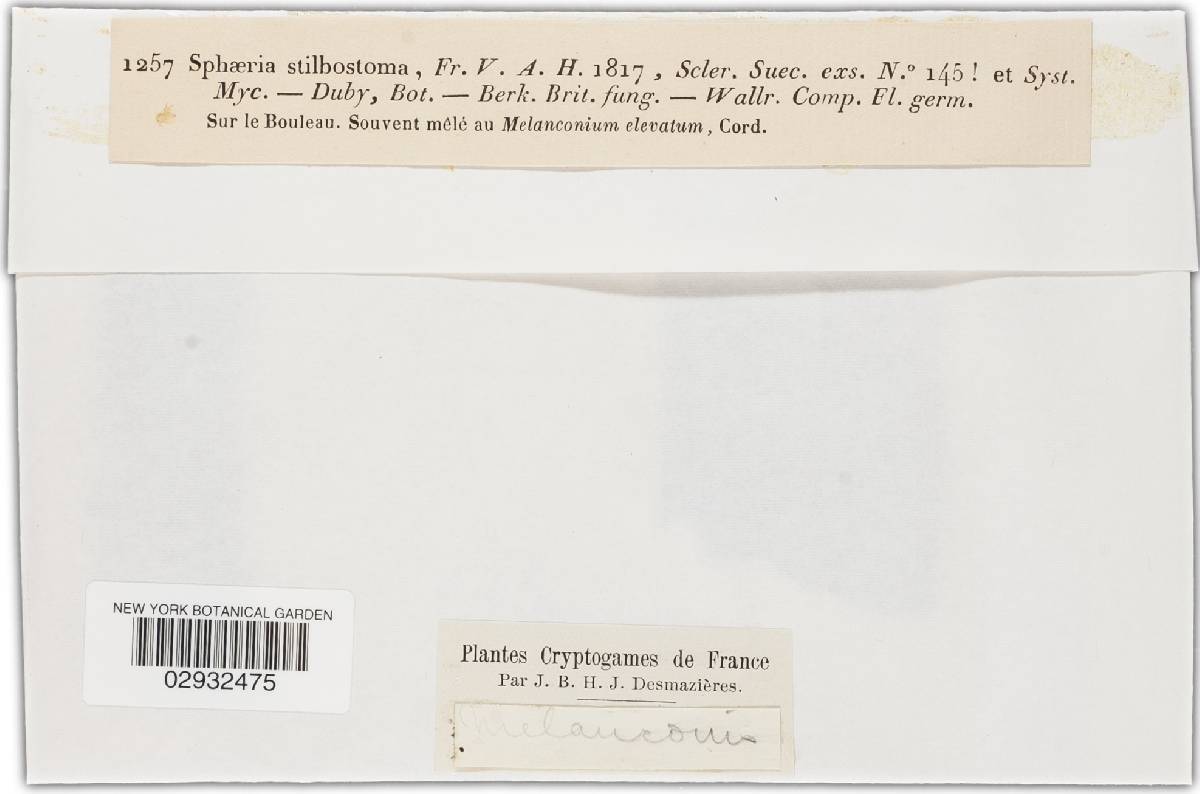 1257 Sphæria stilbostoma, Fr. V. A. H. 1817, Scler. Suec. exs. N.º 145! et Syst.
Myc. — Duby, Bot. — Berk. Brit. fung. — Wallr. Comp. Fl. germ.
Sur le Bouleau. Souvent mêlé au Melanconium elevatum, Cord.
NEW YORK BOTANICAL GARDEN
02932475
Plantes Cryptogames de France
Par J. B. H. J. Desmazières.
Melanconis